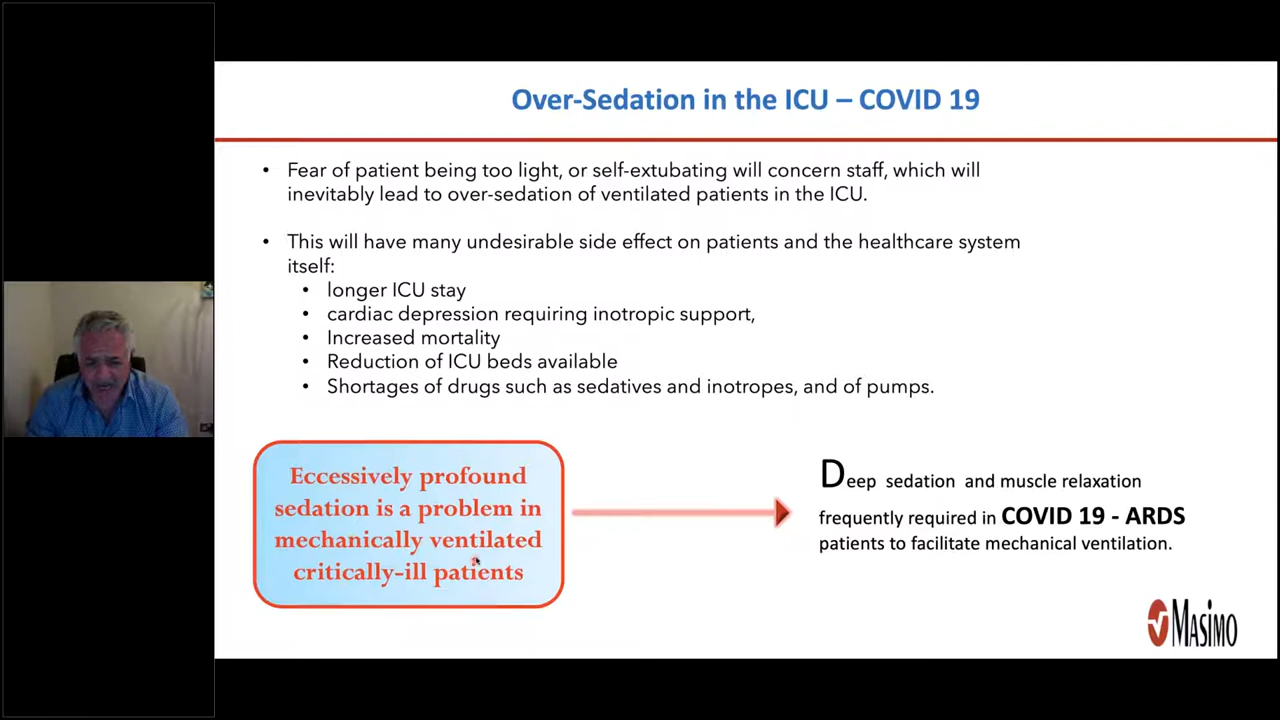 Over-Sedation in the ICU – COVID 19
• Fear of patient being too light, or self-extubating will concern staff, which will
inevitably lead to over-sedation of ventilated patients in the ICU.
• This will have many undesirable side effect on patients and the healthcare system
itself:
• longer ICU stay
• cardiac depression requiring inotropic support,
• Increased mortality
• Reduction of ICU beds available
• Shortages of drugs such as sedatives and inotropes, and of pumps.
Eccessively profound
sedation is a problem in
mechanically ventilated
critically-ill patients
Deep sedation and muscle relaxation
frequently required in COVID 19 - ARDS
patients to facilitate mechanical ventilation.
Masimo